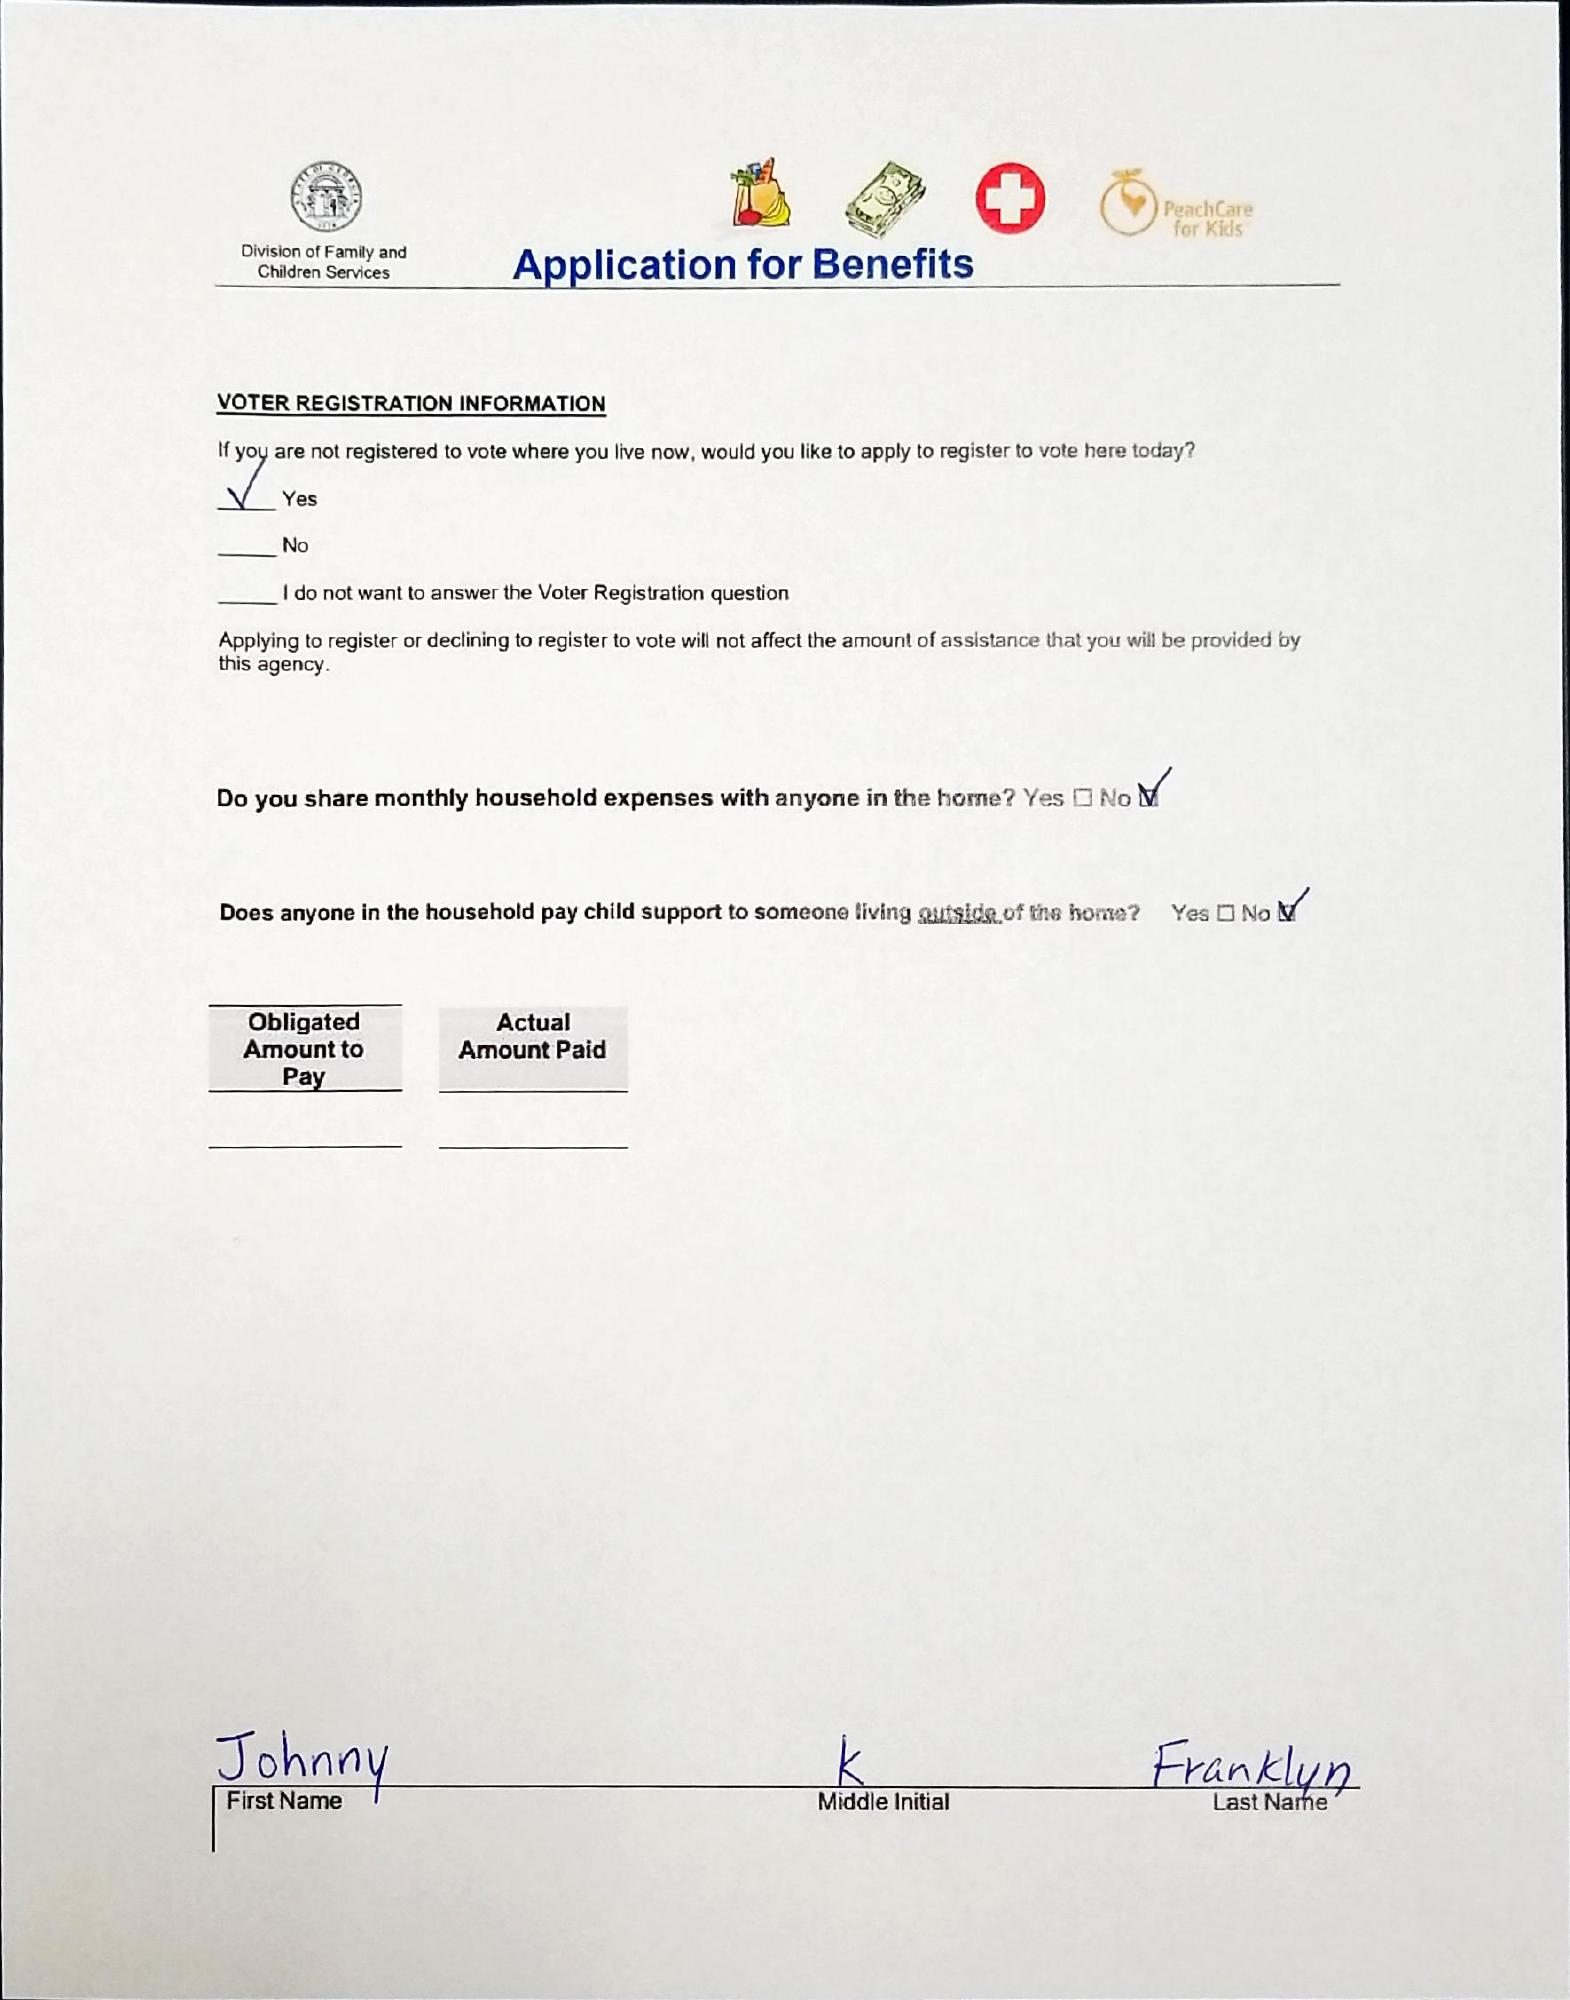 Division of Family and
Children Services
PeachCare
for Kids
Application for Benefits
VOTER REGISTRATION INFORMATION
If you are not registered to vote where you live now, would you like to apply to register to vote here today?
✓ Yes
No
I do not want to answer the Voter Registration question
Applying to register or declining to register to vote will not affect the amount of assistance that you will be provided by
this agency.
Do you share monthly household expenses with anyone in the home? Yes ☐ No ☑
Does anyone in the household pay child support to someone living outside of the home? Yes ☐ No ☑
Obligated
Amount to
Pay
Actual
Amount Paid
Johnny K Franklyn
First Name Middle Initial Last Name